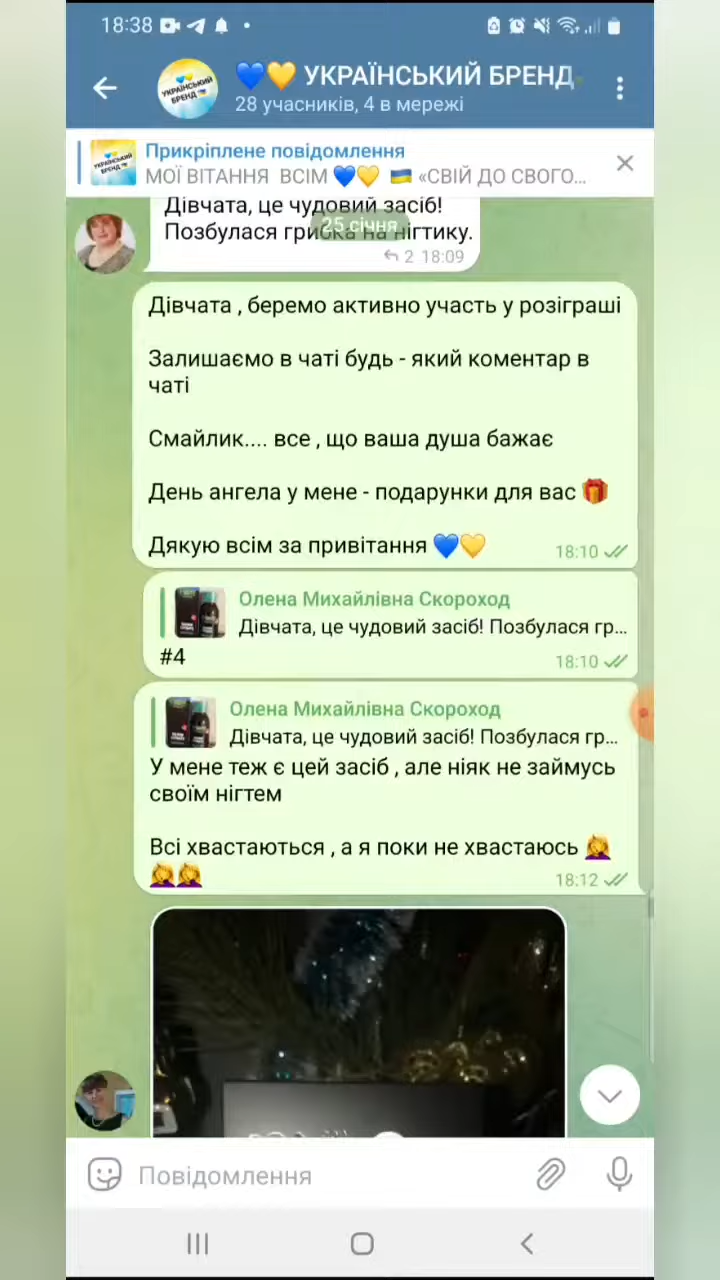 18:38
💙💛 УКРАЇНСЬКИЙ БРЕНД
28 учасників, 4 в мережі
УКРАЇНСЬКИЙ
БРЕНД
Прикріплене повідомлення
МОЇ ВІТАННЯ ВСІМ 💙💛 🇺🇦 «СВІЙ ДО СВОГО...
Дівчата, це чудовий засіб!
25 січня
Позбулася грибка на нігтику.
2 18:09
Дівчата , беремо активно участь у розіграші
Залишаємо в чаті будь - який коментар в
чаті
Смайлик.... все , що ваша душа бажає
День ангела у мене - подарунки для вас 🎁
Дякую всім за привітання 💙💛
18:10
Олена Михайлівна Скороход
Дівчата, це чудовий засіб! Позбулася гр...
#4
18:10
Олена Михайлівна Скороход
Дівчата, це чудовий засіб! Позбулася гр...
У мене теж є цей засіб , але ніяк не займусь
своїм нігтем
Всі хвастаються , а я поки не хвастаюсь 🤦‍♀️
🤦‍♀️🤦‍♀️
18:12
Повідомлення